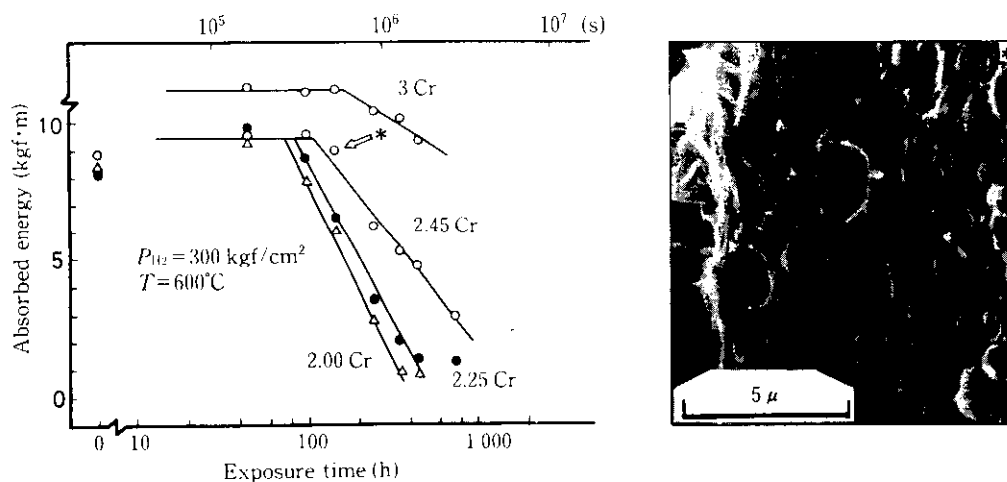 10⁵ 10⁶ 10⁷ (s)
3 Cr
10
*
2.45 Cr
P_H2=300 kgf/cm²
T=600°C
5
2.00 Cr
2.25 Cr
0
0 10 100 1 000
Absorbed energy (kgf·m)
Exposure time (h)
5 μ